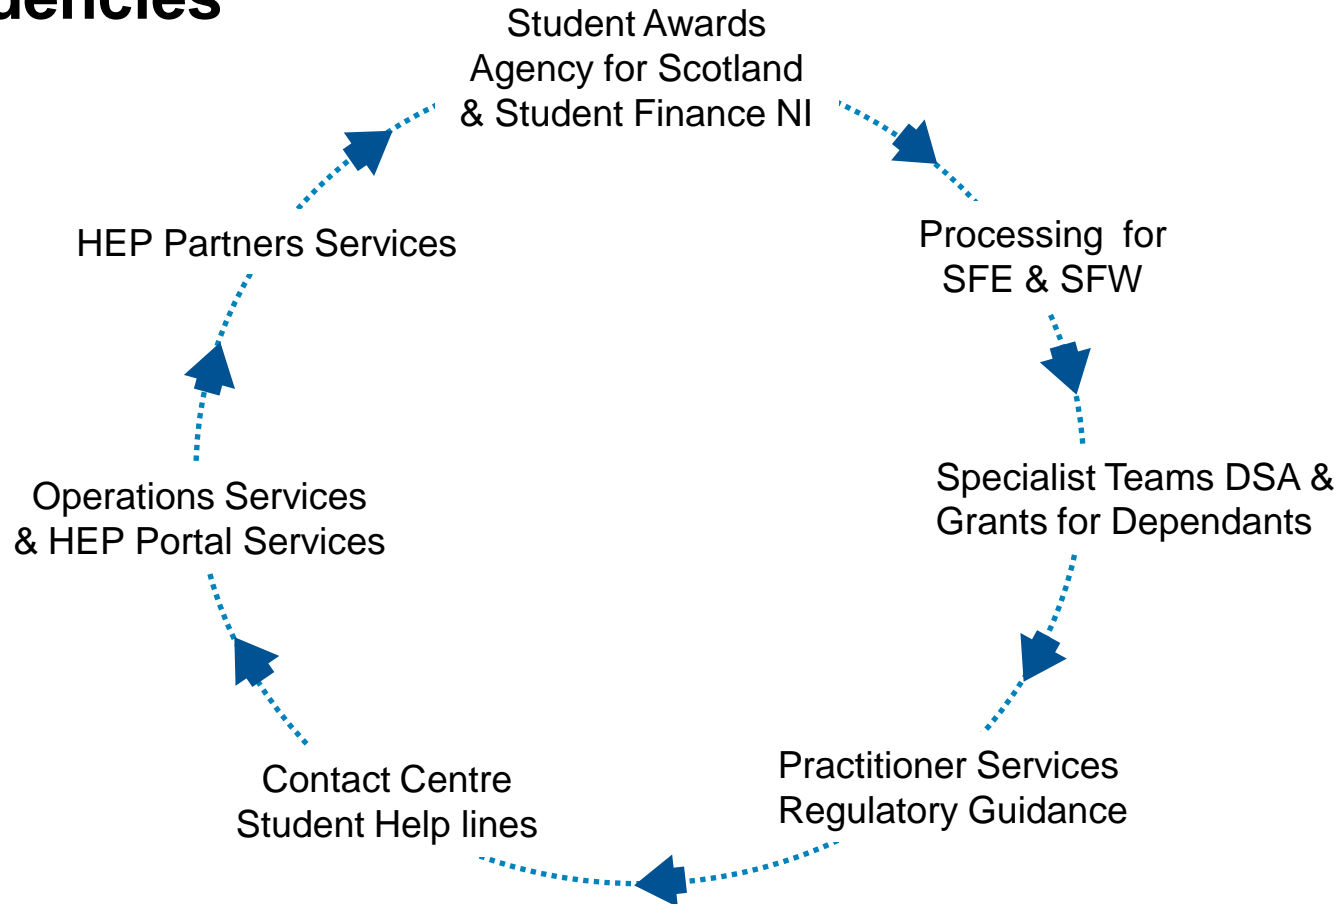 Student Awards
Agency for Scotland
& Student Finance NI
Processing for
SFE & SFW
Specialist Teams DSA &
Grants for Dependants
Practitioner Services
Regulatory Guidance
Contact Centre
Student Help lines
Operations Services
& HEP Portal Services
HEP Partners Services